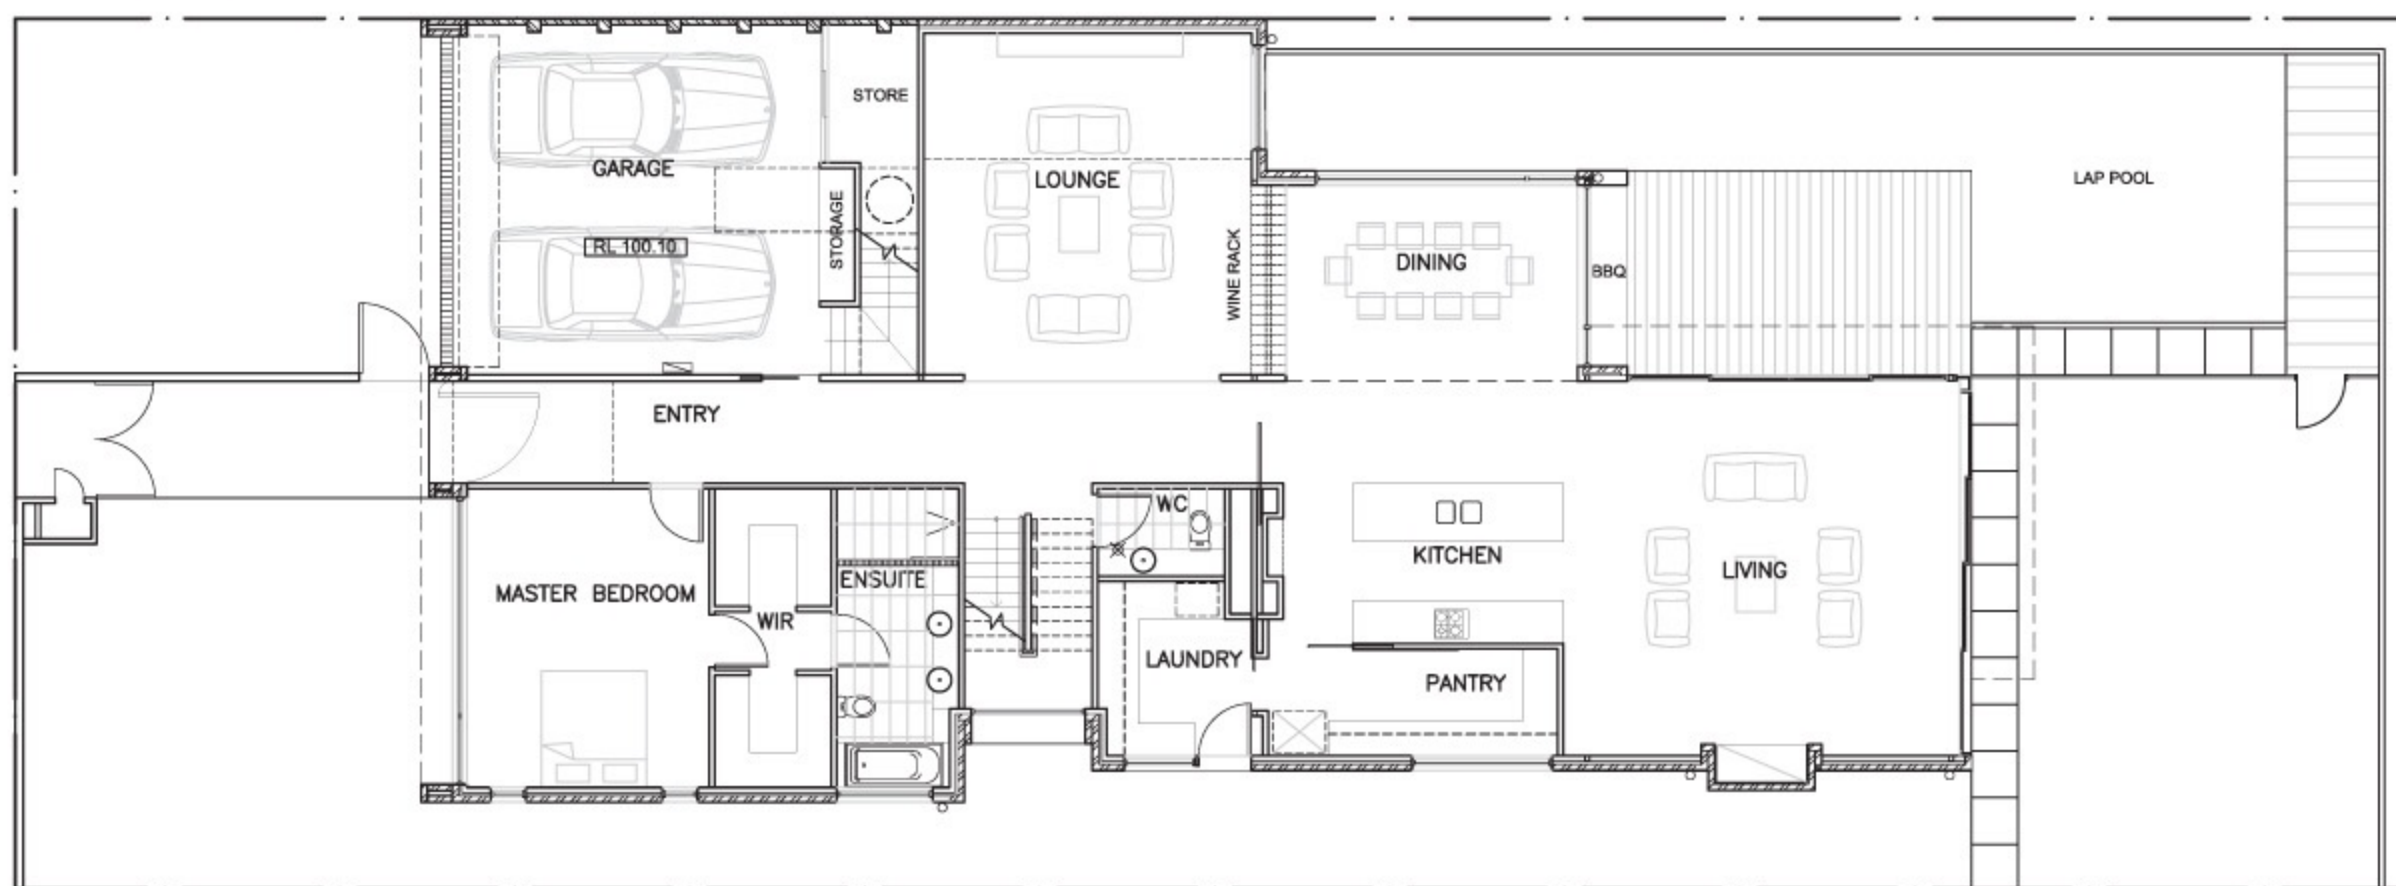 STORE
GARAGE
LOUNGE
LAP POOL
STORAGE
RL 100.10
WINE RACK
DINING
BBQ
ENTRY
WC
KITCHEN
ENSUITE
LIVING
MASTER BEDROOM
WIR
LAUNDRY
PANTRY